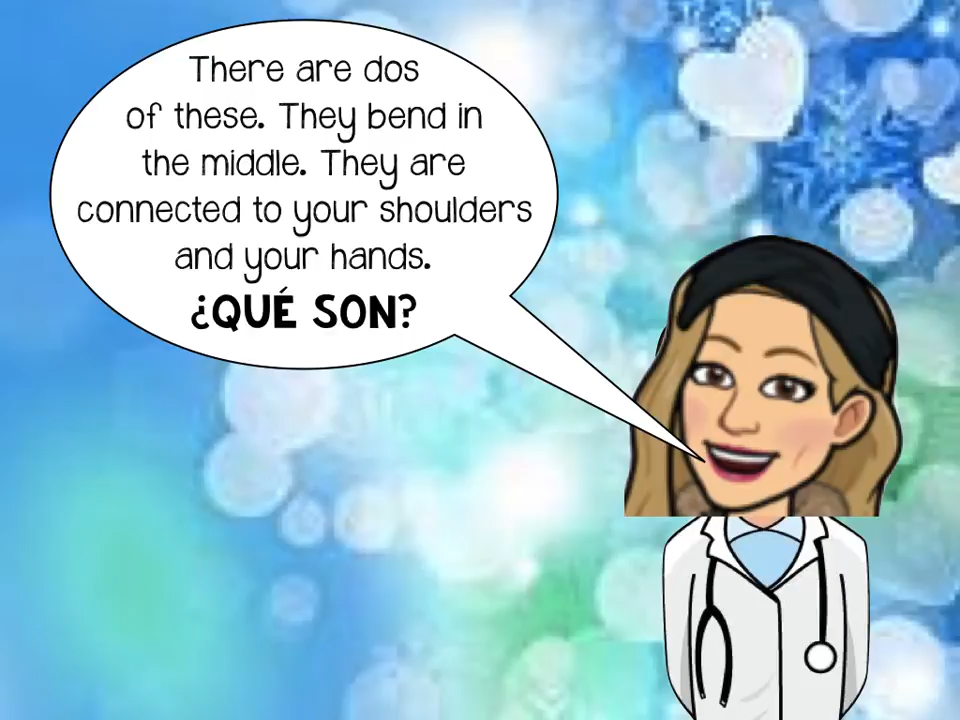 There are dos
of these. They bend in
the middle. They are
connected to your shoulders
and your hands.
¿QUÉ SON?